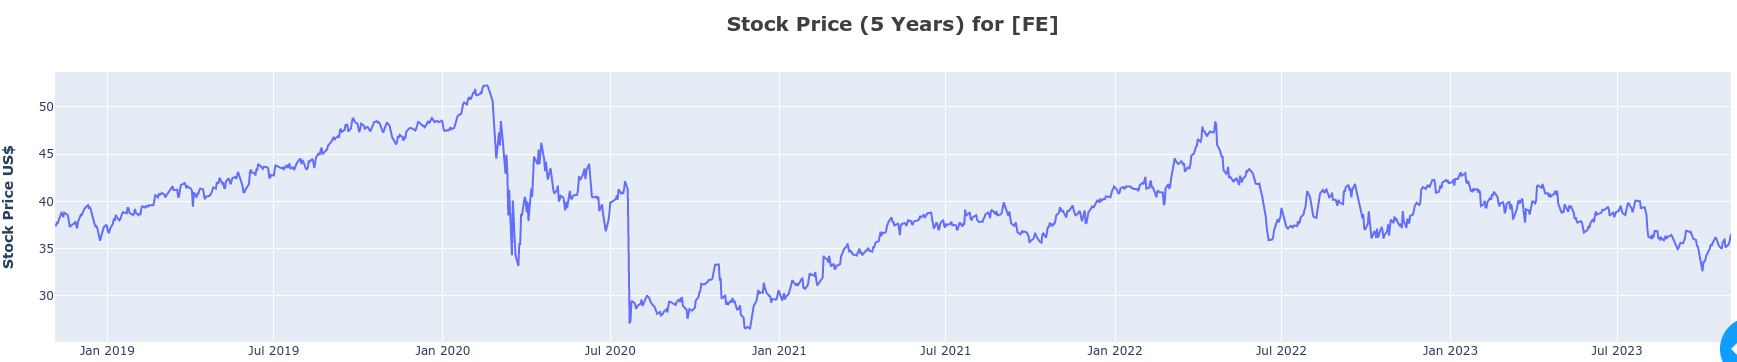 Stock Price (5 Years) for [FE]
Stock Price US$
50
45
40
35
30
Jan 2019 Jul 2019 Jan 2020 Jul 2020 Jan 2021 Jul 2021 Jan 2022 Jul 2022 Jan 2023 Jul 2023